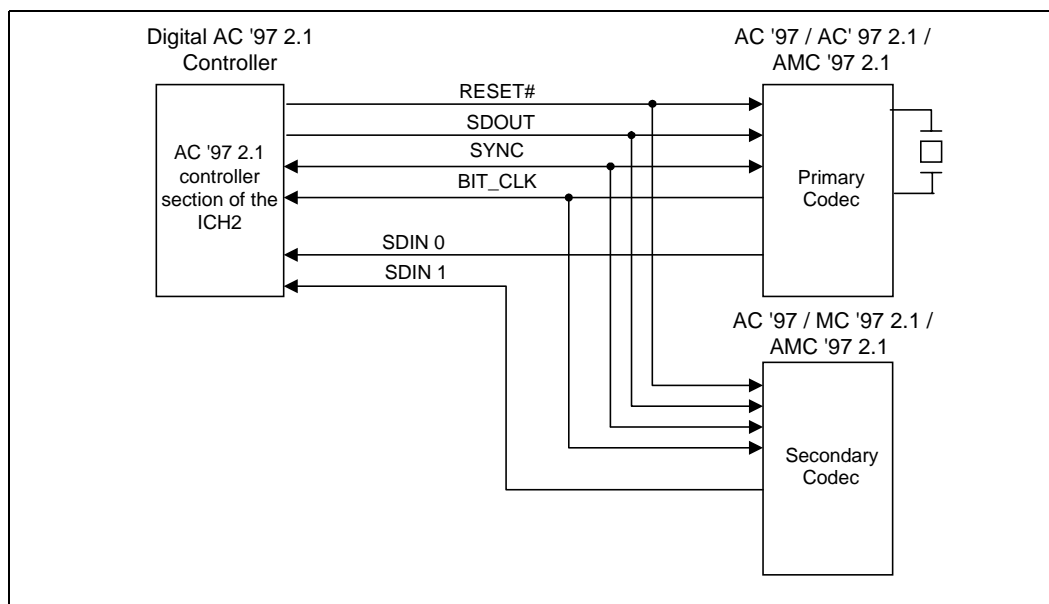 Digital AC '97 2.1
Controller
AC '97 / AC' 97 2.1 /
AMC '97 2.1
RESET#
SDOUT
SYNC
BIT_CLK
SDIN 0
SDIN 1
AC '97 2.1
controller
section of the
ICH2
Primary
Codec
AC '97 / MC '97 2.1 /
AMC '97 2.1
Secondary
Codec